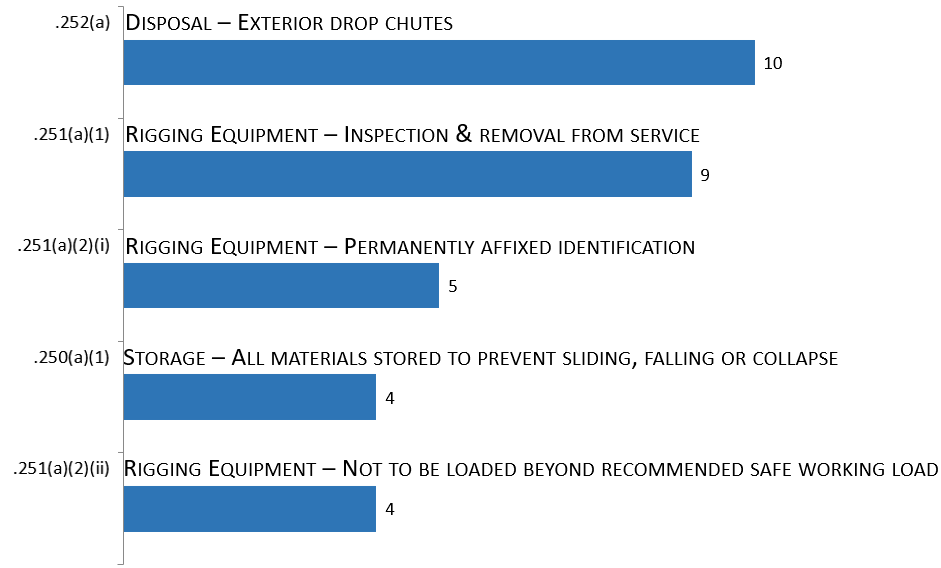 .252(a) Disposal – Exterior drop chutes
10
.251(a)(1) Rigging Equipment – Inspection & removal from service
9
.251(a)(2)(i) Rigging Equipment – Permanently affixed identification
5
.250(a)(1) Storage – All materials stored to prevent sliding, falling or collapse
4
.251(a)(2)(ii) Rigging Equipment – Not to be loaded beyond recommended safe working load
4